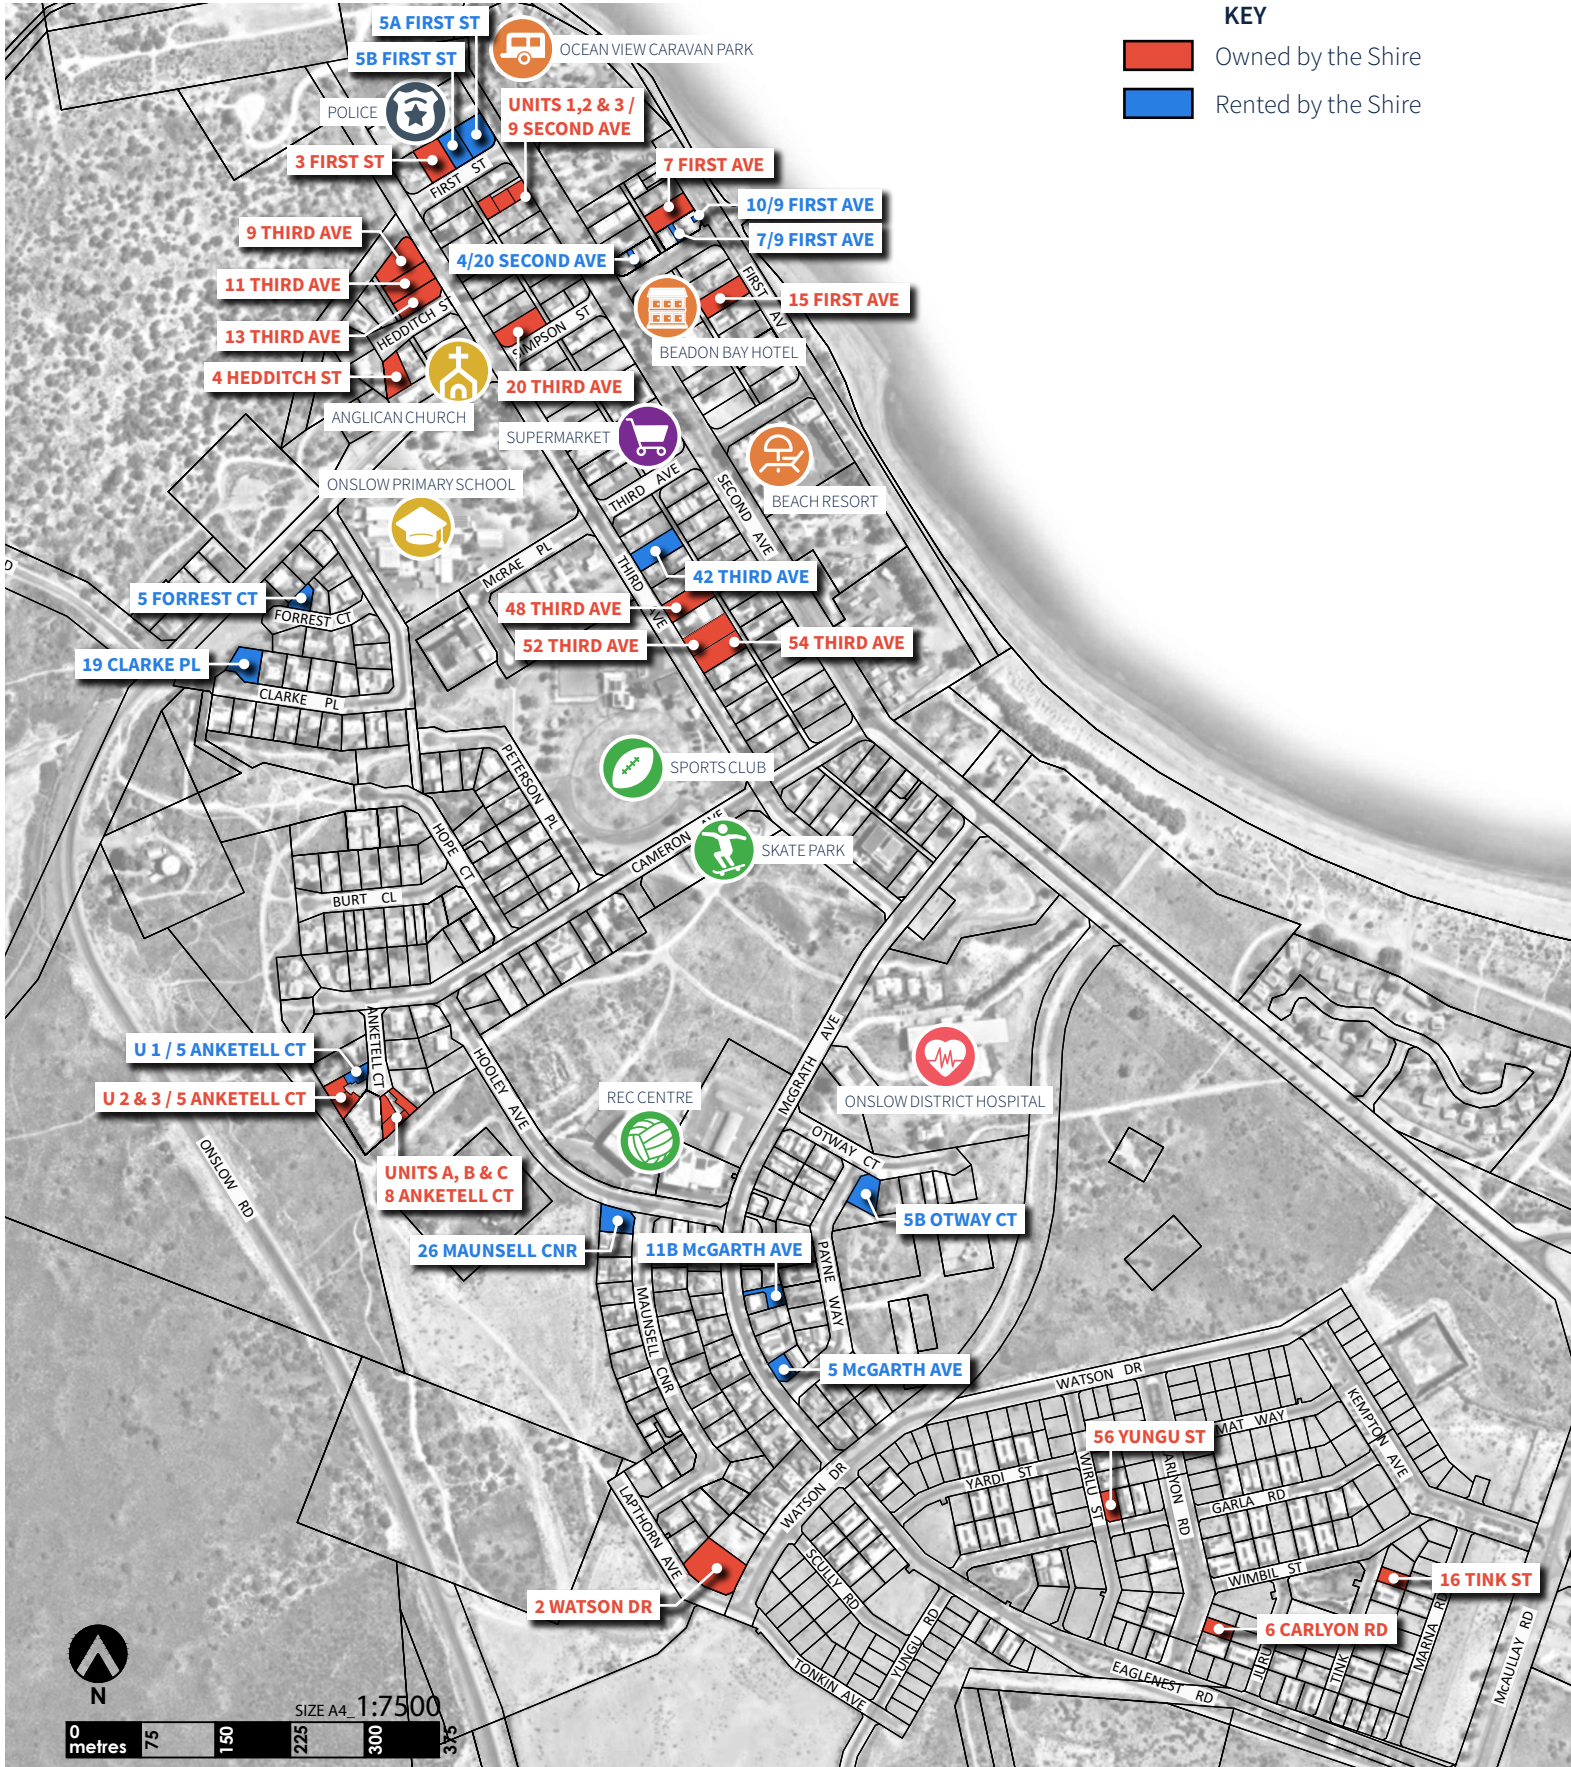 KEY
Owned by the Shire
Rented by the Shire
5A FIRST ST
5B FIRST ST
OCEAN VIEW CARAVAN PARK
POLICE
UNITS 1,2 & 3 /
9 SECOND AVE
3 FIRST ST
FIRST ST
7 FIRST AVE
10/9 FIRST AVE
7/9 FIRST AVE
9 THIRD AVE
4/20 SECOND AVE
11 THIRD AVE
FIRST AV
15 FIRST AVE
13 THIRD AVE
HEDDITCH ST
SIMPSON ST
BEADON BAY HOTEL
4 HEDDITCH ST
20 THIRD AVE
ANGLICAN CHURCH
SUPERMARKET
ONSLOW PRIMARY SCHOOL
THIRD AVE
SECOND AVE
BEACH RESORT
McRAE PL
THIRD AVE
42 THIRD AVE
D
5 FORREST CT
FORREST CT
48 THIRD AVE
52 THIRD AVE
54 THIRD AVE
19 CLARKE PL
CLARKE PL
PETERSON PL
SPORTS CLUB
HOPE CT
CAMERON AVE
SKATE PARK
BURT CL
ANKETELL CT
U 1 / 5 ANKETELL CT
HOOLEY AVE
McGRATH AVE
U 2 & 3 / 5 ANKETELL CT
REC CENTRE
ONSLOW DISTRICT HOSPITAL
ONSLOW RD
OTWAY CT
UNITS A, B & C
8 ANKETELL CT
5B OTWAY CT
26 MAUNSELL CNR
11B McGARTH AVE
PAYNE WAY
MAUNSELL CNR
5 McGARTH AVE
WATSON DR
KEMPTON AVE
56 YUNGU ST
MAT WAY
YARDI ST
WIRLU ST
ARLYON RD
GARLA RD
LAPTHORN AVE
WATSON DR
SCULLY RD
WIMBIL ST
16 TINK ST
2 WATSON DR
6 CARLYON RD
YUNGU RD
TONKIN AVE
EAGLENEST RD
JURU
TINK
MARNA RD
McAULLAY RD
N
SIZE A4_1:7500
0 75 150 225 300 375
metres